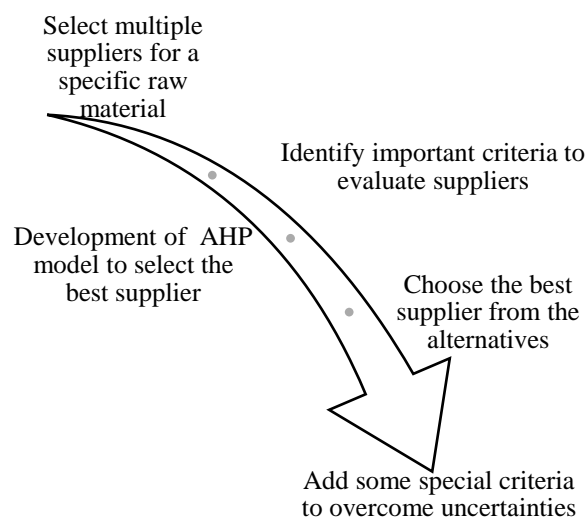 Select multiple
suppliers for a
specific raw
material
Identify important criteria to
evaluate suppliers
Development of AHP
model to select the
best supplier
Choose the best
supplier from the
alternatives
Add some special criteria
to overcome uncertainties